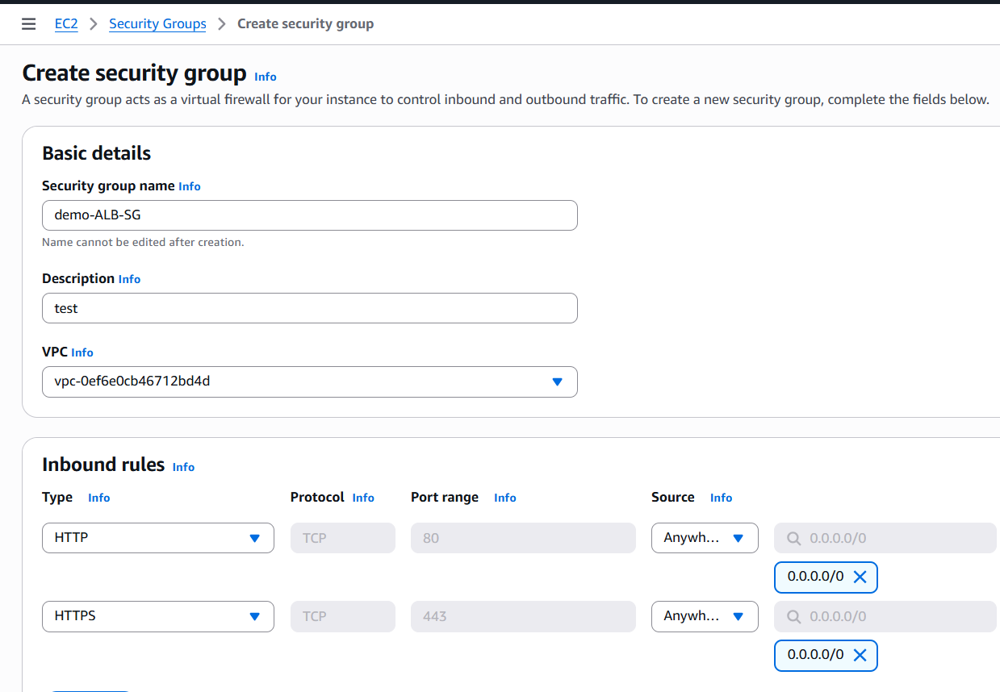 EC2 > Security Groups > Create security group
Create security group Info
A security group acts as a virtual firewall for your instance to control inbound and outbound traffic. To create a new security group, complete the fields below.
Basic details
Security group name Info
demo-ALB-SG
Name cannot be edited after creation.
Description Info
test
VPC Info
vpc-0ef6e0cb46712bd4d
Inbound rules Info
Type Info Protocol Info Port range Info Source Info
HTTP TCP 80 Anywh... 0.0.0.0/0
0.0.0.0/0
HTTPS TCP 443 Anywh... 0.0.0.0/0
0.0.0.0/0